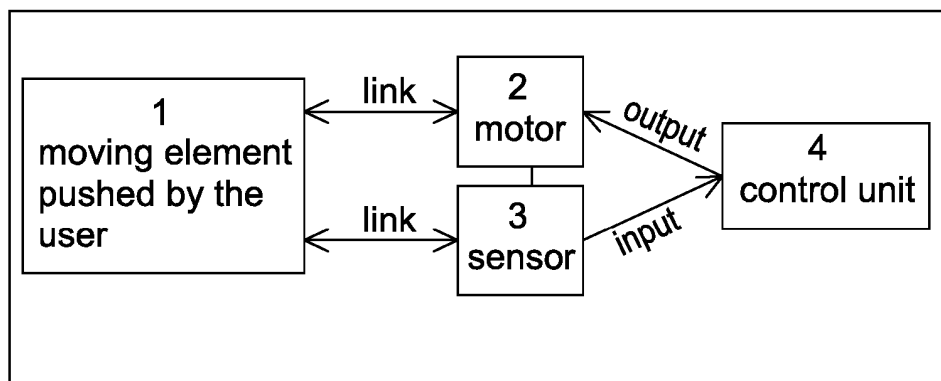 1
moving element
pushed by the
user
link
link
2
motor
3
sensor
output
input
4
control unit